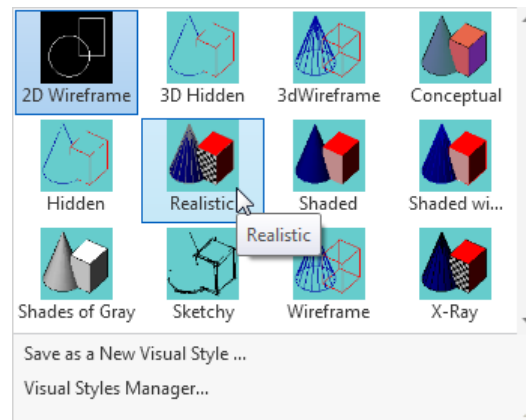 2D Wireframe 3D Hidden 3dWireframe Conceptual
Hidden Realistic Shaded Shaded wi...
Realistic
Shades of Gray Sketchy Wireframe X-Ray
Save as a New Visual Style ...
Visual Styles Manager...